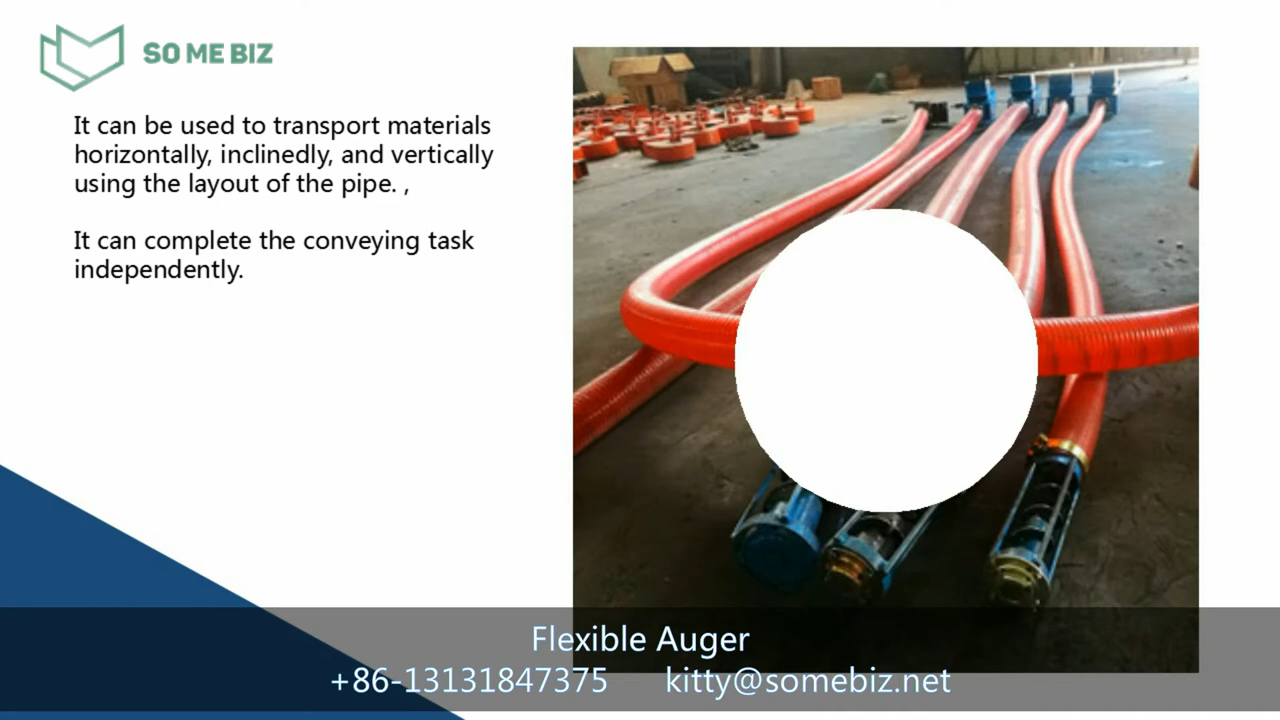 SO ME BIZ
It can be used to transport materials
horizontally, inclinedly, and vertically
using the layout of the pipe. ,
It can complete the conveying task
independently.
Flexible Auger
+86-13131847375 kitty@somebiz.net